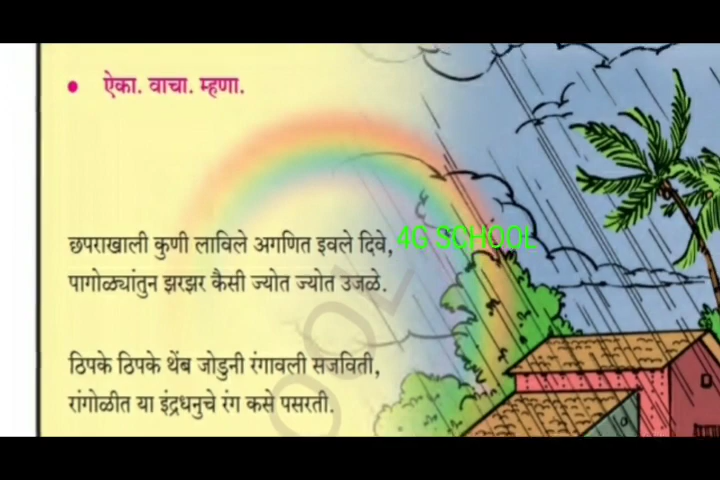 • ऐका. वाचा. म्हणा.
छपराखाली कुणी लाविले अगणित इवले दिवे,
4G SCHOOL
पागोळ्यांतुन झरझर कैसी ज्योत ज्योत उजळे.
ठिपके ठिपके थेंब जोडुनी रंगावली सजविती,
रांगोळीत या इंद्रधनुचे रंग कसे पसरती.